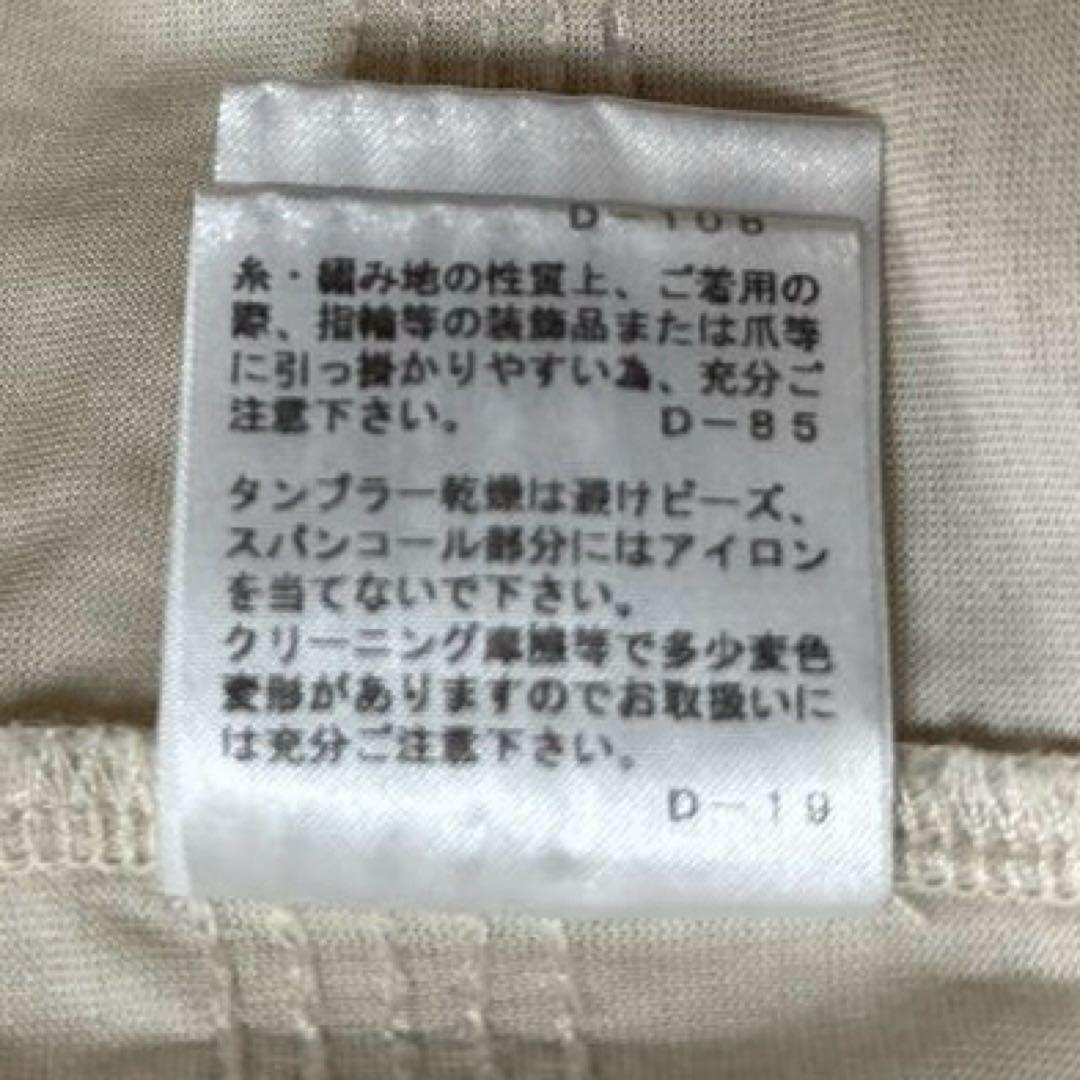 D－106
糸・編み地の性質上、ご着用の
際、指輪等の装飾品または爪等
に引っ掛かりやすい為、充分ご
注意下さい。 D－85
タンブラー乾燥は避けビーズ、
スパンコール部分にはアイロン
を当てないで下さい。
クリーニング摩擦等で多少変色
変形がありますのでお取扱いに
は充分ご注意下さい。
D－19